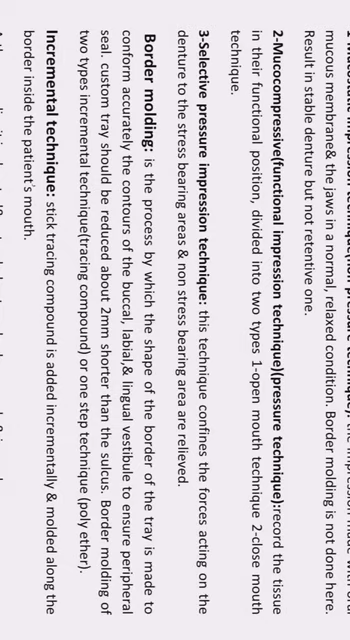 mucous membrane& the jaws in a normal, relaxed condition. Border molding is not done here.
Result in stable denture but not retentive one.
2-Mucocompressive(functional impression technique)(pressure technique):record the tissue
in their functional position, divided into two types 1-open mouth technique 2-close mouth
technique.
3-Selective pressure impression technique: this technique confines the forces acting on the
denture to the stress bearing areas & non stress bearing area are relieved.
Border molding: is the process by which the shape of the border of the tray is made to
conform accurately the contours of the buccal, labial,& lingual vestibule to ensure peripheral
seal. custom tray should be reduced about 2mm shorter than the sulcus. Border molding of
two types incremental technique(tracing compound) or one step technique (poly ether).
Incremental technique: stick tracing compound is added incrementally & molded along the
border inside the patient's mouth.